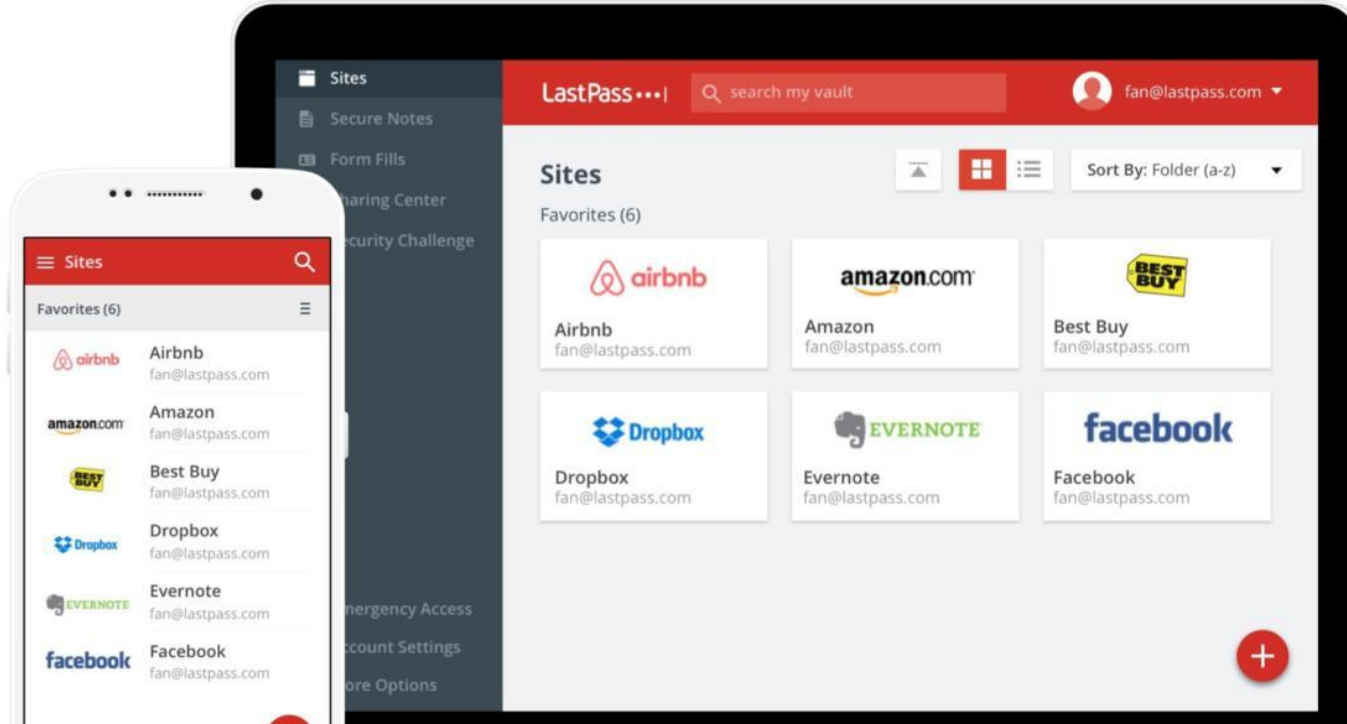 Sites
Secure Notes
Form Fills
haring Center
ecurity Challenge
mergency Access
ccount Settings
ore Options
LastPass•••|
search my vault
fan@lastpass.com
Sites
Sort By: Folder (a-z)
Favorites (6)
airbnb
Airbnb
fan@lastpass.com
amazon.com
Amazon
fan@lastpass.com
BEST
BUY
Best Buy
fan@lastpass.com
Dropbox
Dropbox
fan@lastpass.com
EVERNOTE
Evernote
fan@lastpass.com
facebook
Facebook
fan@lastpass.com
Sites
Favorites (6)
airbnb
Airbnb
fan@lastpass.com
amazon.com
Amazon
fan@lastpass.com
BEST
BUY
Best Buy
fan@lastpass.com
Dropbox
Dropbox
fan@lastpass.com
EVERNOTE
Evernote
fan@lastpass.com
facebook
Facebook
fan@lastpass.com